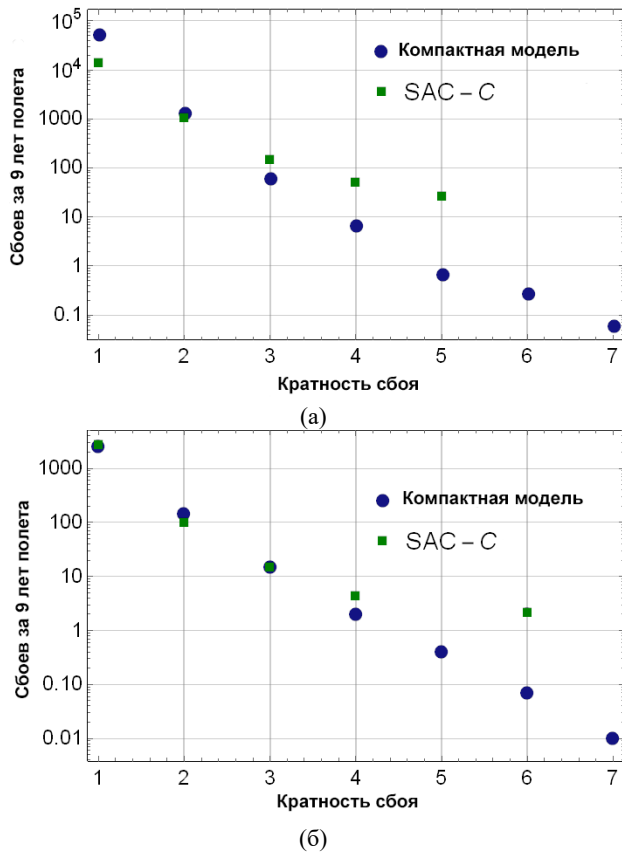 10^5
10^4
1000
100
10
1
0.1
Сбоев за 9 лет полета
Компактная модель
SAC – C
1 2 3 4 5 6 7
Кратность сбоя
(а)
1000
100
10
1
0.10
0.01
Сбоев за 9 лет полета
Компактная модель
SAC – C
1 2 3 4 5 6 7
Кратность сбоя
(б)